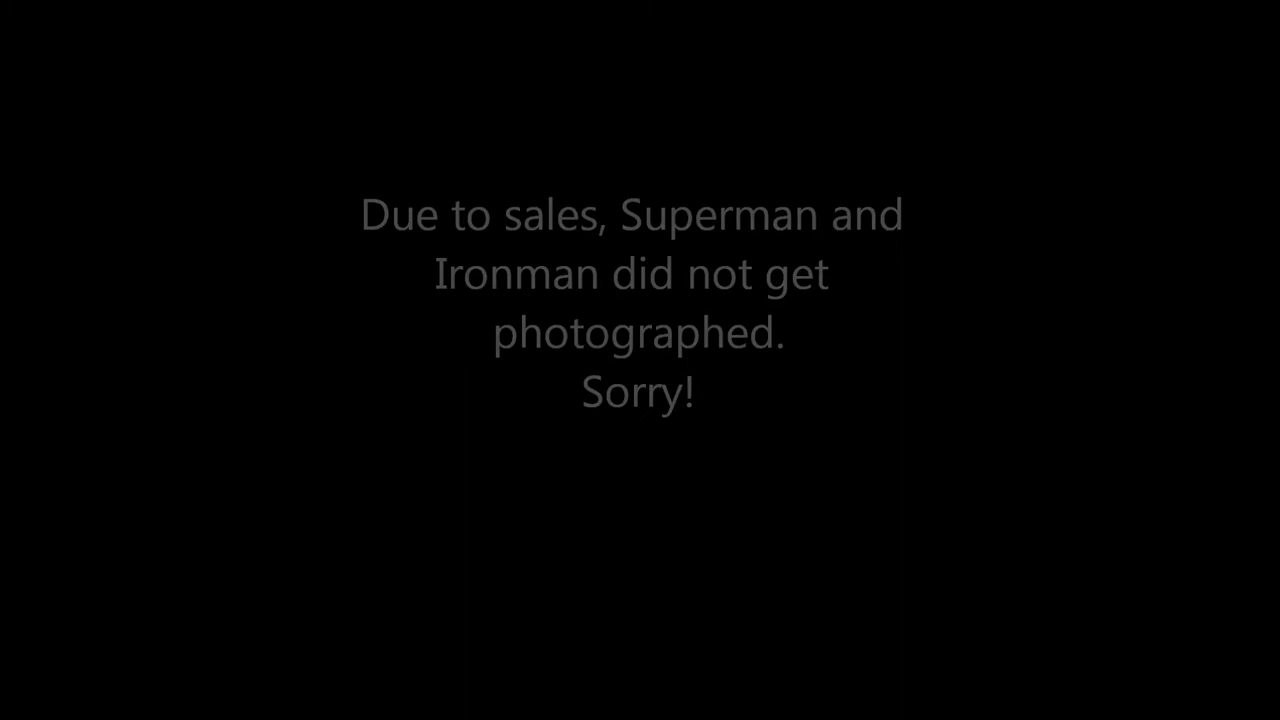 Due to sales, Superman and
Ironman did not get
photographed.
Sorry!